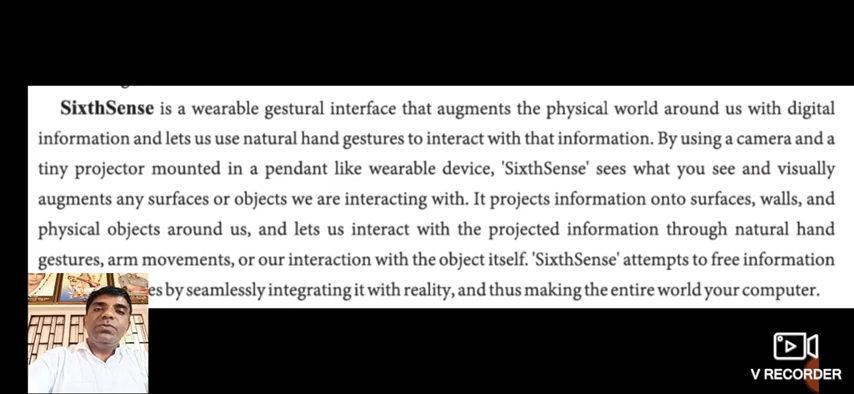 SixthSense is a wearable gestural interface that augments the physical world around us with digital
information and lets us use natural hand gestures to interact with that information. By using a camera and a
tiny projector mounted in a pendant like wearable device, 'SixthSense' sees what you see and visually
augments any surfaces or objects we are interacting with. It projects information onto surfaces, walls, and
physical objects around us, and lets us interact with the projected information through natural hand
gestures, arm movements, or our interaction with the object itself. 'SixthSense' attempts to free information
by seamlessly integrating it with reality, and thus making the entire world your computer.
V RECORDER